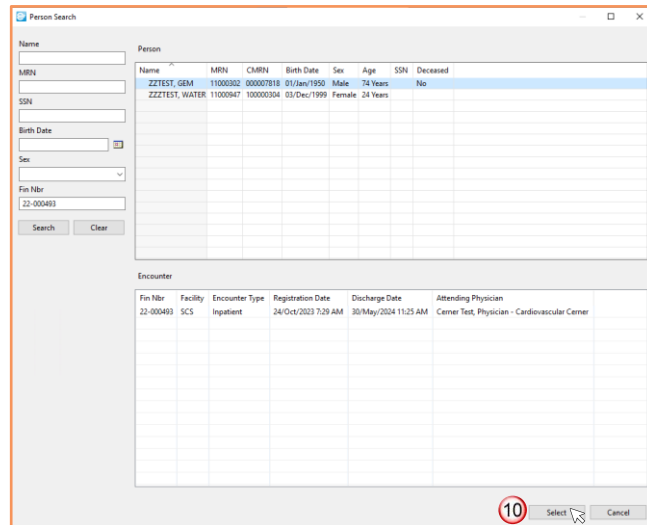 Person Search
Name
MRN
SSN
Birth Date
Sex
Fin Nbr
22-000493
Search Clear
Person
Name MRN CMRN Birth Date Sex Age SSN Deceased
ZZTEST, GEM 11000302 000007818 01/Jan/1950 Male 74 Years No
ZZZTEST, WATER 11000947 100000304 03/Dec/1999 Female 24 Years
Encounter
Fin Nbr Facility Encounter Type Registration Date Discharge Date Attending Physician
22-000493 SCS Inpatient 24/Oct/2023 7:29 AM 30/May/2024 11:25 AM Cerner Test, Physician - Cardiovascular Cerner
10 Select Cancel